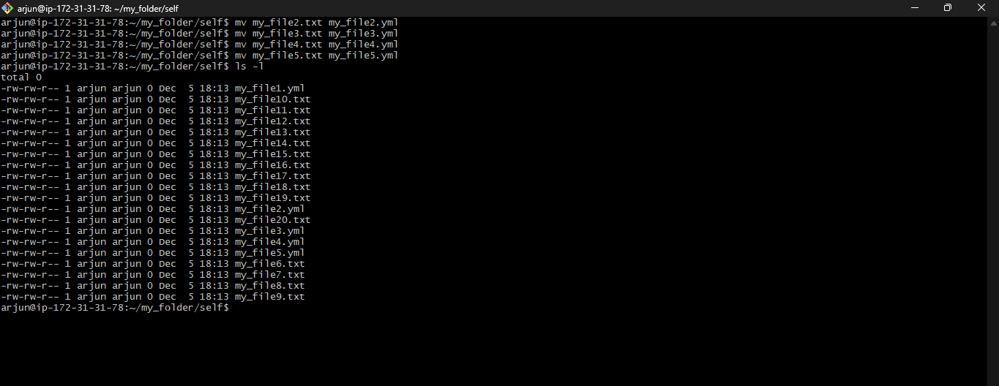 arjun@ip-172-31-31-78: ~/my_folder/self
arjun@ip-172-31-31-78:~/my_folder/self$ mv my_file2.txt my_file2.yml
arjun@ip-172-31-31-78:~/my_folder/self$ mv my_file3.txt my_file3.yml
arjun@ip-172-31-31-78:~/my_folder/self$ mv my_file4.txt my_file4.yml
arjun@ip-172-31-31-78:~/my_folder/self$ mv my_file5.txt my_file5.yml
arjun@ip-172-31-31-78:~/my_folder/self$ ls -l
total 0
-rw-rw-r-- 1 arjun arjun 0 Dec  5 18:13 my_file1.yml
-rw-rw-r-- 1 arjun arjun 0 Dec  5 18:13 my_file10.txt
-rw-rw-r-- 1 arjun arjun 0 Dec  5 18:13 my_file11.txt
-rw-rw-r-- 1 arjun arjun 0 Dec  5 18:13 my_file12.txt
-rw-rw-r-- 1 arjun arjun 0 Dec  5 18:13 my_file13.txt
-rw-rw-r-- 1 arjun arjun 0 Dec  5 18:13 my_file14.txt
-rw-rw-r-- 1 arjun arjun 0 Dec  5 18:13 my_file15.txt
-rw-rw-r-- 1 arjun arjun 0 Dec  5 18:13 my_file16.txt
-rw-rw-r-- 1 arjun arjun 0 Dec  5 18:13 my_file17.txt
-rw-rw-r-- 1 arjun arjun 0 Dec  5 18:13 my_file18.txt
-rw-rw-r-- 1 arjun arjun 0 Dec  5 18:13 my_file19.txt
-rw-rw-r-- 1 arjun arjun 0 Dec  5 18:13 my_file2.yml
-rw-rw-r-- 1 arjun arjun 0 Dec  5 18:13 my_file20.txt
-rw-rw-r-- 1 arjun arjun 0 Dec  5 18:13 my_file3.yml
-rw-rw-r-- 1 arjun arjun 0 Dec  5 18:13 my_file4.yml
-rw-rw-r-- 1 arjun arjun 0 Dec  5 18:13 my_file5.yml
-rw-rw-r-- 1 arjun arjun 0 Dec  5 18:13 my_file6.txt
-rw-rw-r-- 1 arjun arjun 0 Dec  5 18:13 my_file7.txt
-rw-rw-r-- 1 arjun arjun 0 Dec  5 18:13 my_file8.txt
-rw-rw-r-- 1 arjun arjun 0 Dec  5 18:13 my_file9.txt
arjun@ip-172-31-31-78:~/my_folder/self$